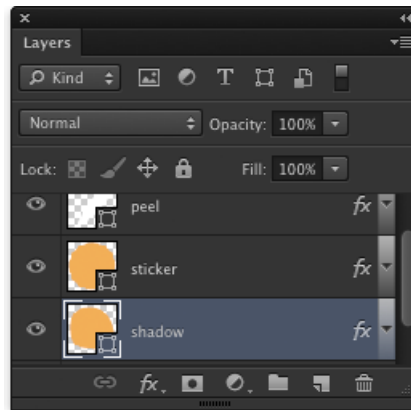 Layers
Kind
Normal Opacity: 100%
Lock: Fill: 100%
peel fx
sticker fx
shadow fx
fx.